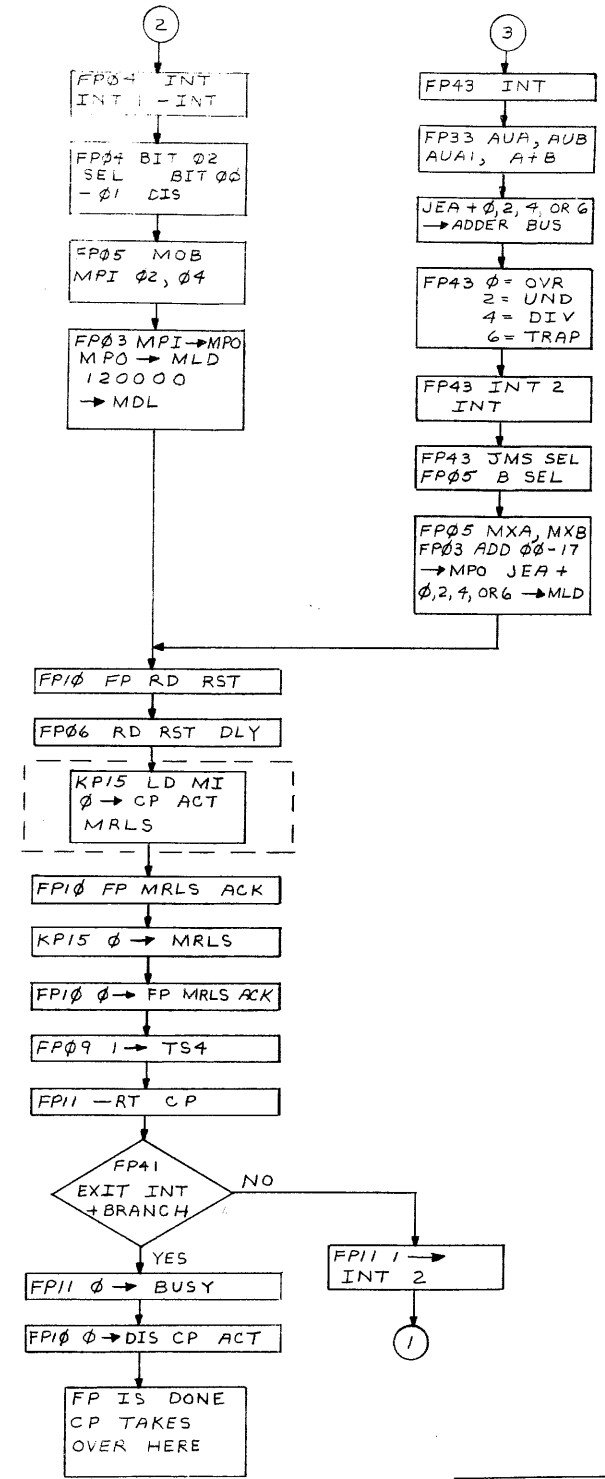 2
FPØ4 INT
INT 1 -INT
FPØ4 BIT Ø2
SEL BIT ØØ
-Ø1 DIS
FPØ5 MOB
MPI Ø2, Ø4
FPØ3 MPI→MPO
MPO → MLD
120000
→ MDL
3
FP43 INT
FP33 AUA, AUB
AUA1, A+B
JEA + Ø, 2, 4, OR 6
→ ADDER BUS
FP43 Ø = OVR
2 = UND
4 = DIV
6 = TRAP
FP43 INT 2
INT
FP43 JMS SEL
FPØ5 B SEL
FPØ5 MXA, MXB
FPØ3 ADD ØØ-17
→ MPO JEA +
Ø,2,4, OR6 → MLD
FP1Ø FP RD RST
FPØ6 RD RST DLY
KP15 LD MI
Ø → CP ACT
MRLS
FP1Ø FP MRLS ACK
KP15 Ø → MRLS
FP1Ø Ø → FP MRLS ACK
FPØ9 1 → TS4
FP11 -RT CP
FP41
EXIT INT
+BRANCH
NO
YES
FP11 1 →
INT 2
1
FP11 Ø → BUSY
FP1Ø Ø → DIS CP ACT
FP IS DONE
CP TAKES
OVER HERE